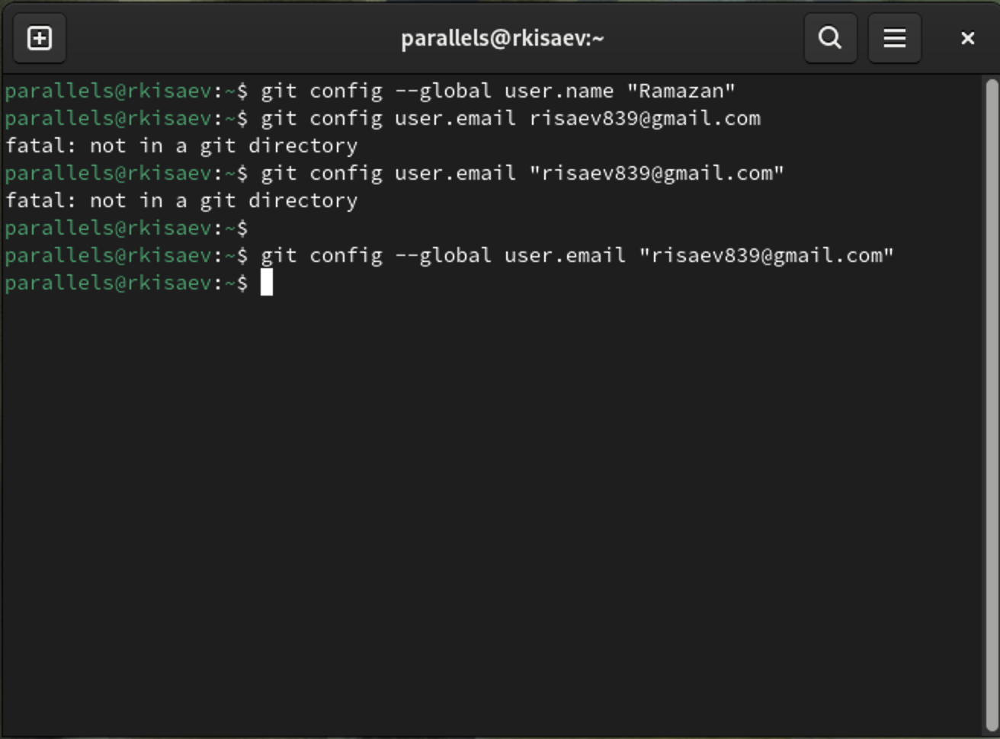 parallels@rkisaev:~
parallels@rkisaev:~$ git config --global user.name "Ramazan"
parallels@rkisaev:~$ git config user.email risaev839@gmail.com
fatal: not in a git directory
parallels@rkisaev:~$ git config user.email "risaev839@gmail.com"
fatal: not in a git directory
parallels@rkisaev:~$
parallels@rkisaev:~$ git config --global user.email "risaev839@gmail.com"
parallels@rkisaev:~$